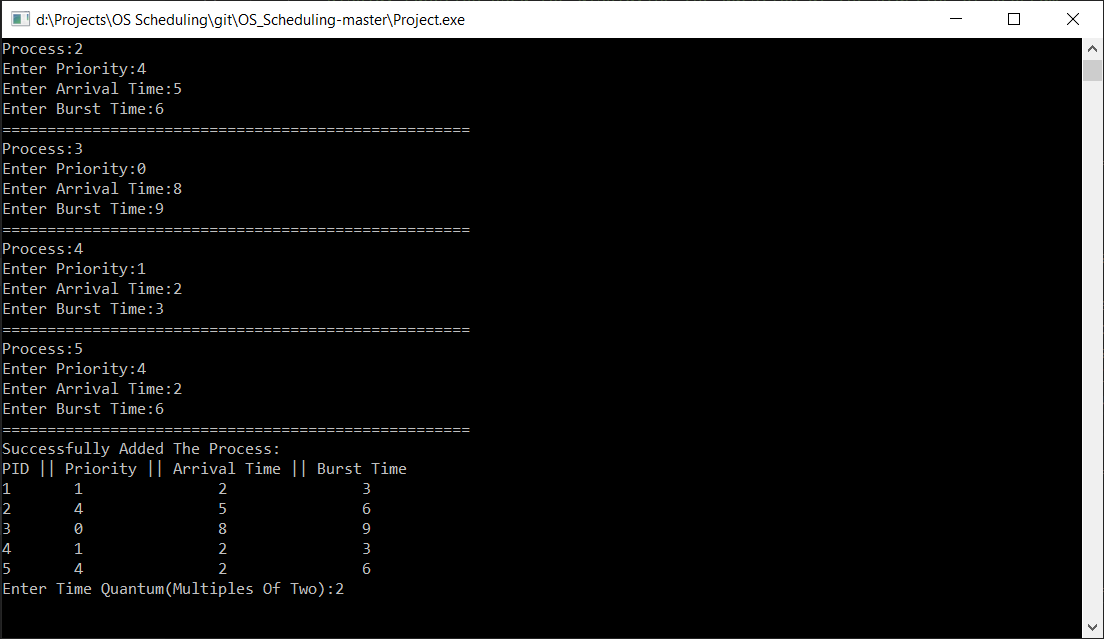 d:\Projects\OS Scheduling\git\OS_Scheduling-master\Project.exe
Process:2
Enter Priority:4
Enter Arrival Time:5
Enter Burst Time:6
====================================================
Process:3
Enter Priority:0
Enter Arrival Time:8
Enter Burst Time:9
====================================================
Process:4
Enter Priority:1
Enter Arrival Time:2
Enter Burst Time:3
====================================================
Process:5
Enter Priority:4
Enter Arrival Time:2
Enter Burst Time:6
====================================================
Successfully Added The Process:
PID || Priority || Arrival Time || Burst Time
1       1               2               3
2       4               5               6
3       0               8               9
4       1               2               3
5       4               2               6
Enter Time Quantum(Multiples Of Two):2